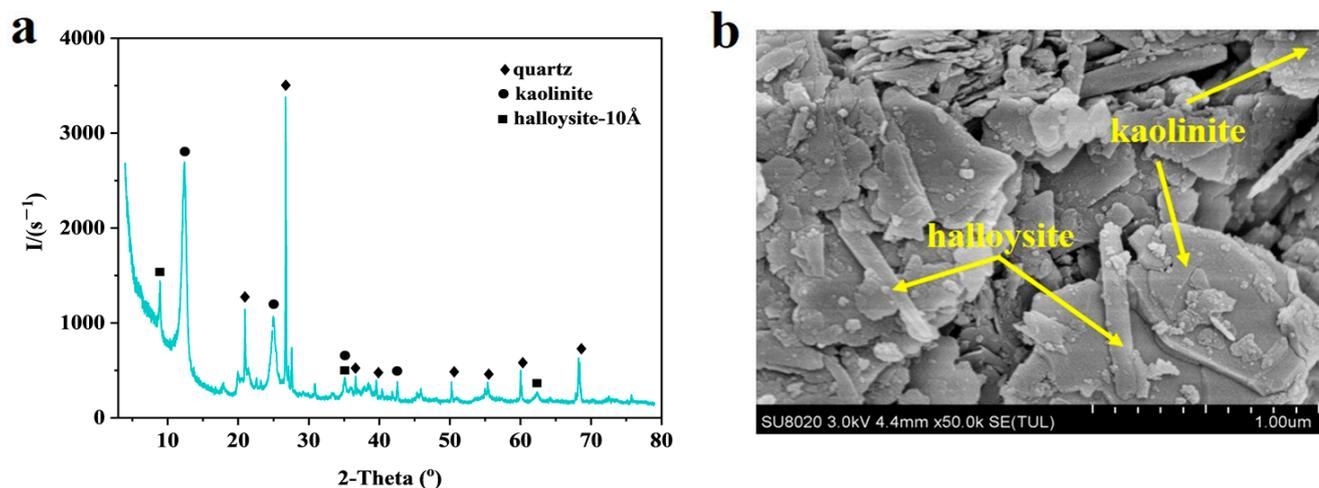 a
4000
3000
2000
1000
0
I/(s⁻¹)
◆ quartz
● kaolinite
■ halloysite-10Å
10 20 30 40 50 60 70 80
2-Theta (º)
b
kaolinite
halloysite
SU8020 3.0kV 4.4mm x50.0k SE(TUL) 1.00um